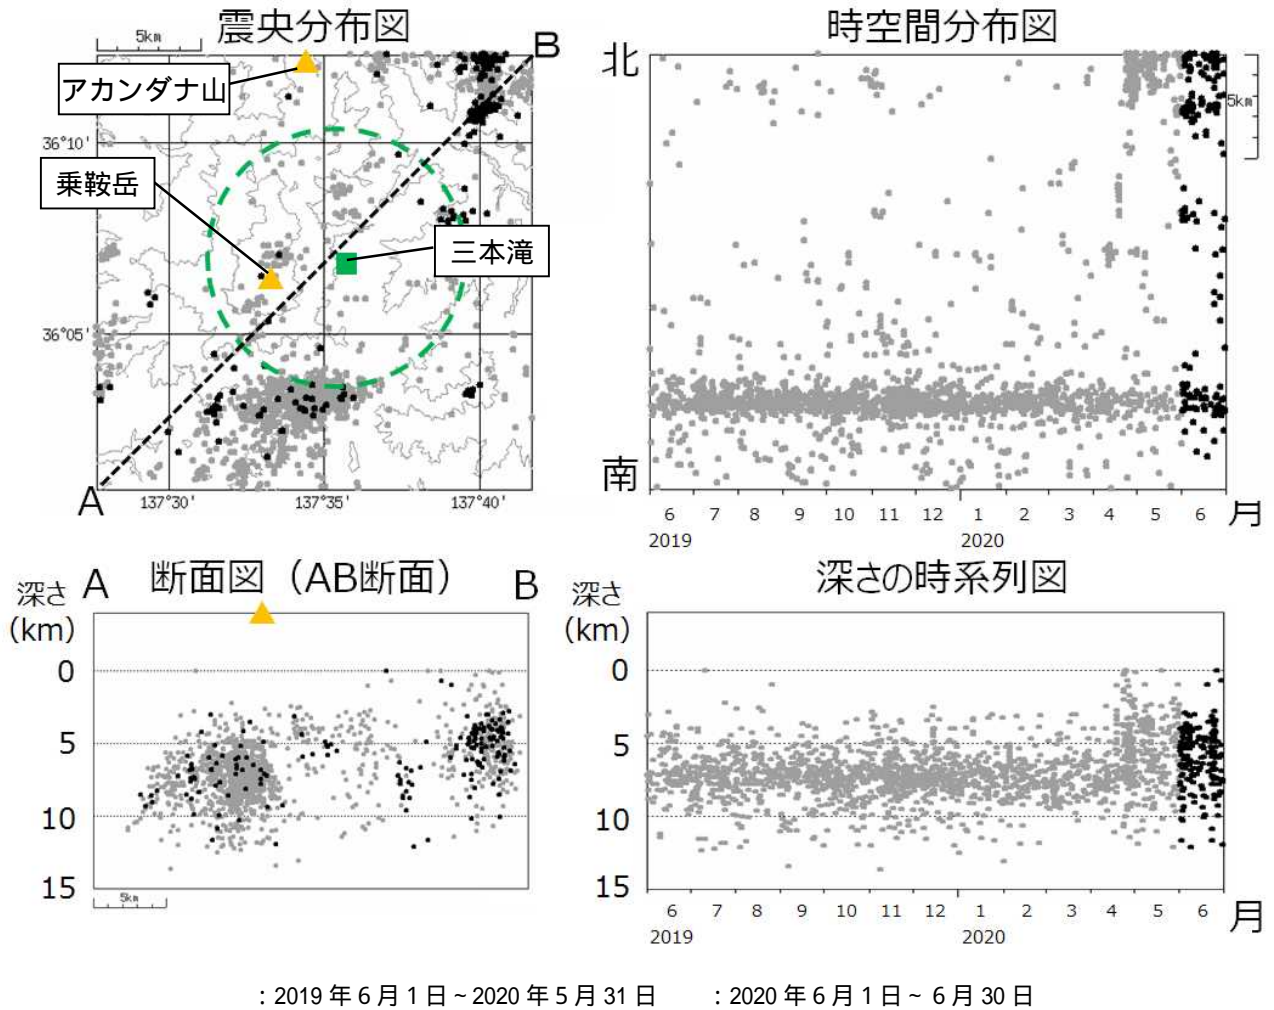 震央分布図
5km
B
アカンダナ山
36°10'
乗鞍岳
三本滝
36°05'
A
137°30'
137°35'
137°40'
時空間分布図
北
5km
南
6 7 8 9 10 11 12 1 2 3 4 5 6 月
2019 2020
断面図（AB断面）
A B
深さ
(km)
0
5
10
15
5km
深さの時系列図
深さ
(km)
0
5
10
15
6 7 8 9 10 11 12 1 2 3 4 5 6 月
2019 2020
：2019年6月1日~2020年5月31日 ：2020年6月1日~6月30日